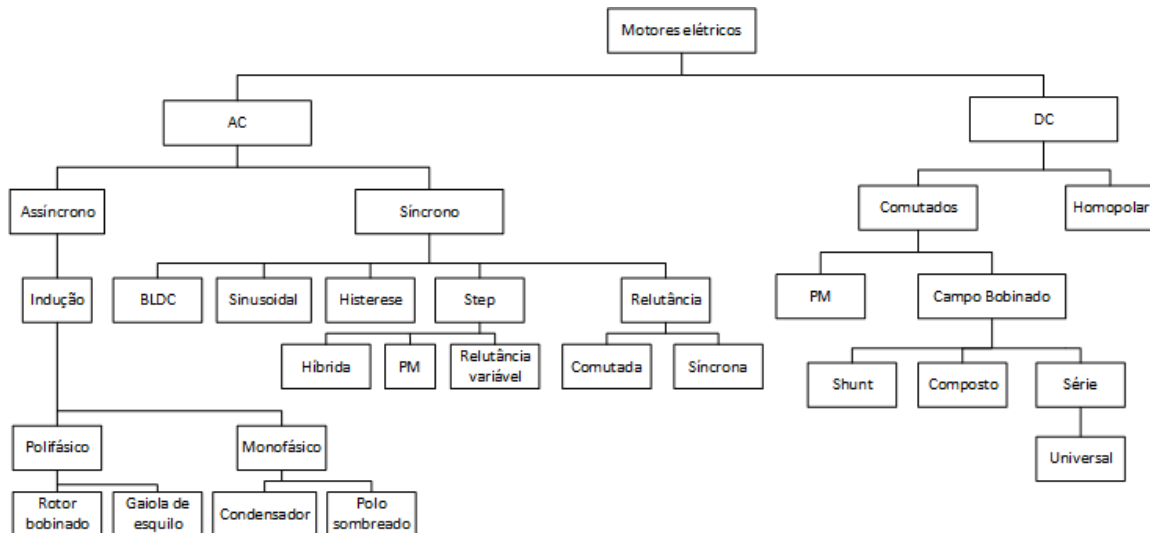 Motores elétricos
AC
DC
Assíncrono
Síncrono
Comutados
Homopolar
Indução
BLDC
Sinusoidal
Histerese
Step
Relutância
PM
Campo Bobinado
Híbrida
PM
Relutância
variável
Comutada
Síncrona
Shunt
Composto
Série
Polifásico
Monofásico
Universal
Rotor
bobinado
Gaiola de
esquilo
Condensador
Polo
sombreado